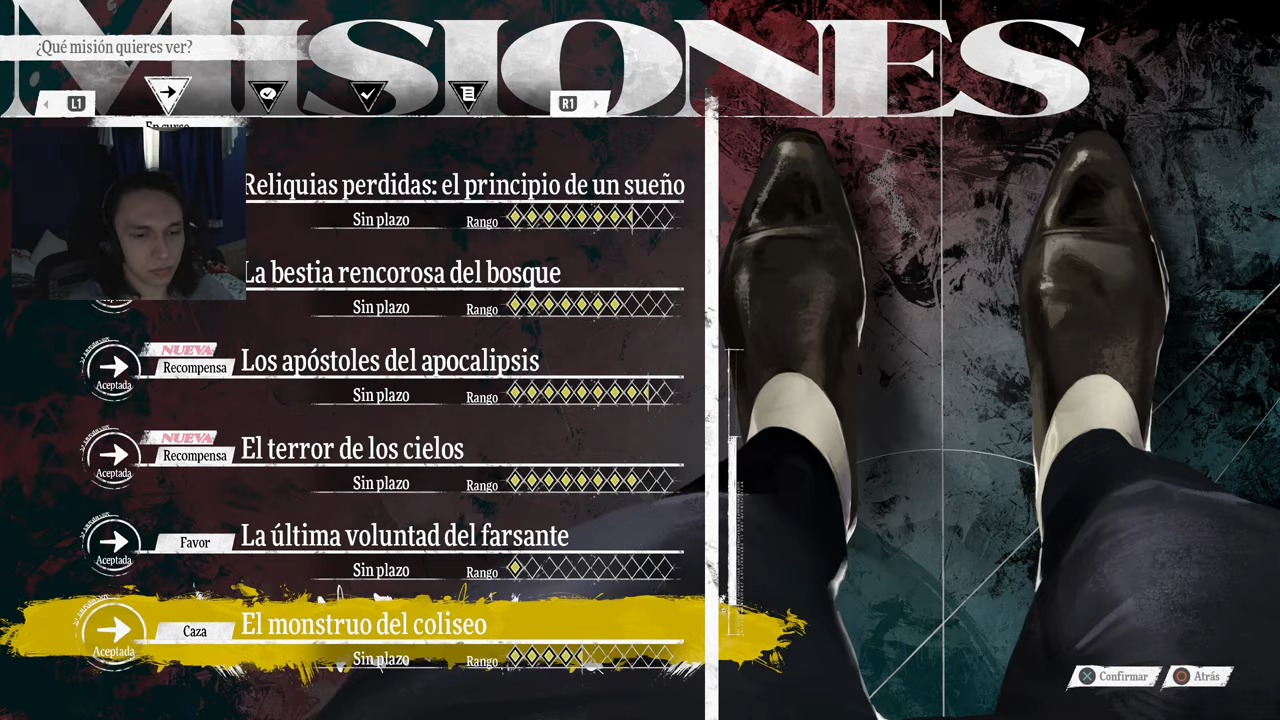 MISIONES
¿Qué misión quieres ver?
L1
R1
En curso
Reliquias perdidas: el principio de un sueño
Sin plazo
Rango
La bestia rencorosa del bosque
Sin plazo
Rango
NUEVA
Recompensa
Los apóstoles del apocalipsis
Aceptada
Sin plazo
Rango
NUEVA
Recompensa
El terror de los cielos
Aceptada
Sin plazo
Rango
Favor
La última voluntad del farsante
Aceptada
Sin plazo
Rango
Caza
El monstruo del coliseo
Aceptada
Sin plazo
Rango
Confirmar
Atrás